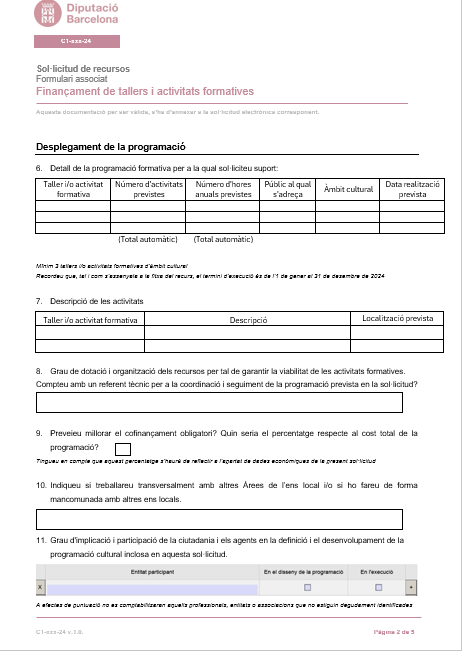 Diputació
Barcelona
C1-xxx-24
Sol·licitud de recursos
Formulari associat
Finançament de tallers i activitats formatives
Aquesta documentació per ser vàlida, s'ha d'annexar a la sol·licitud electrònica corresponent.
Desplegament de la programació
6. Detall de la programació formativa per a la qual sol·liciteu suport:
Taller i/o activitat formativa
Número d'activitats previstes
Número d'hores anuals previstes
Públic al qual s'adreça
Àmbit cultural
Data realització prevista
(Total automàtic) (Total automàtic)
Mínim 3 tallers i/o activitats formatives d'àmbit cultural
Recordeu que, tal i com s'assenyala a la fitxa del recurs, el termini d'execució és de l'1 de gener al 31 de desembre de 2024
7. Descripció de les activitats
Taller i/o activitat formativa Descripció Localització prevista
8. Grau de dotació i organització dels recursos per tal de garantir la viabilitat de les activitats formatives.
Compteu amb un referent tècnic per a la coordinació i seguiment de la programació prevista en la sol·licitud?
9. Preveieu millorar el cofinançament obligatori? Quin seria el percentatge respecte al cost total de la
programació?
Tingueu en compte que aquest percentatge s'haurà de reflectir a l'apartat de dades econòmiques de la present sol·licitud
10. Indiqueu si treballareu transversalment amb altres Àrees de l'ens local i/o si ho fareu de forma
mancomunada amb altres ens locals.
11. Grau d'implicació i participació de la ciutadania i els agents en la definició i el desenvolupament de la
programació cultural inclosa en aquesta sol·licitud.
Entitat participant En el disseny de la programació En l'execució
X +
A efectes de puntuació no es comptabilitzaran aquells professionals, entitats o associacions que no estiguin degudament identificades
C1-xxx-24 v.1.0. Pàgina 2 de 5